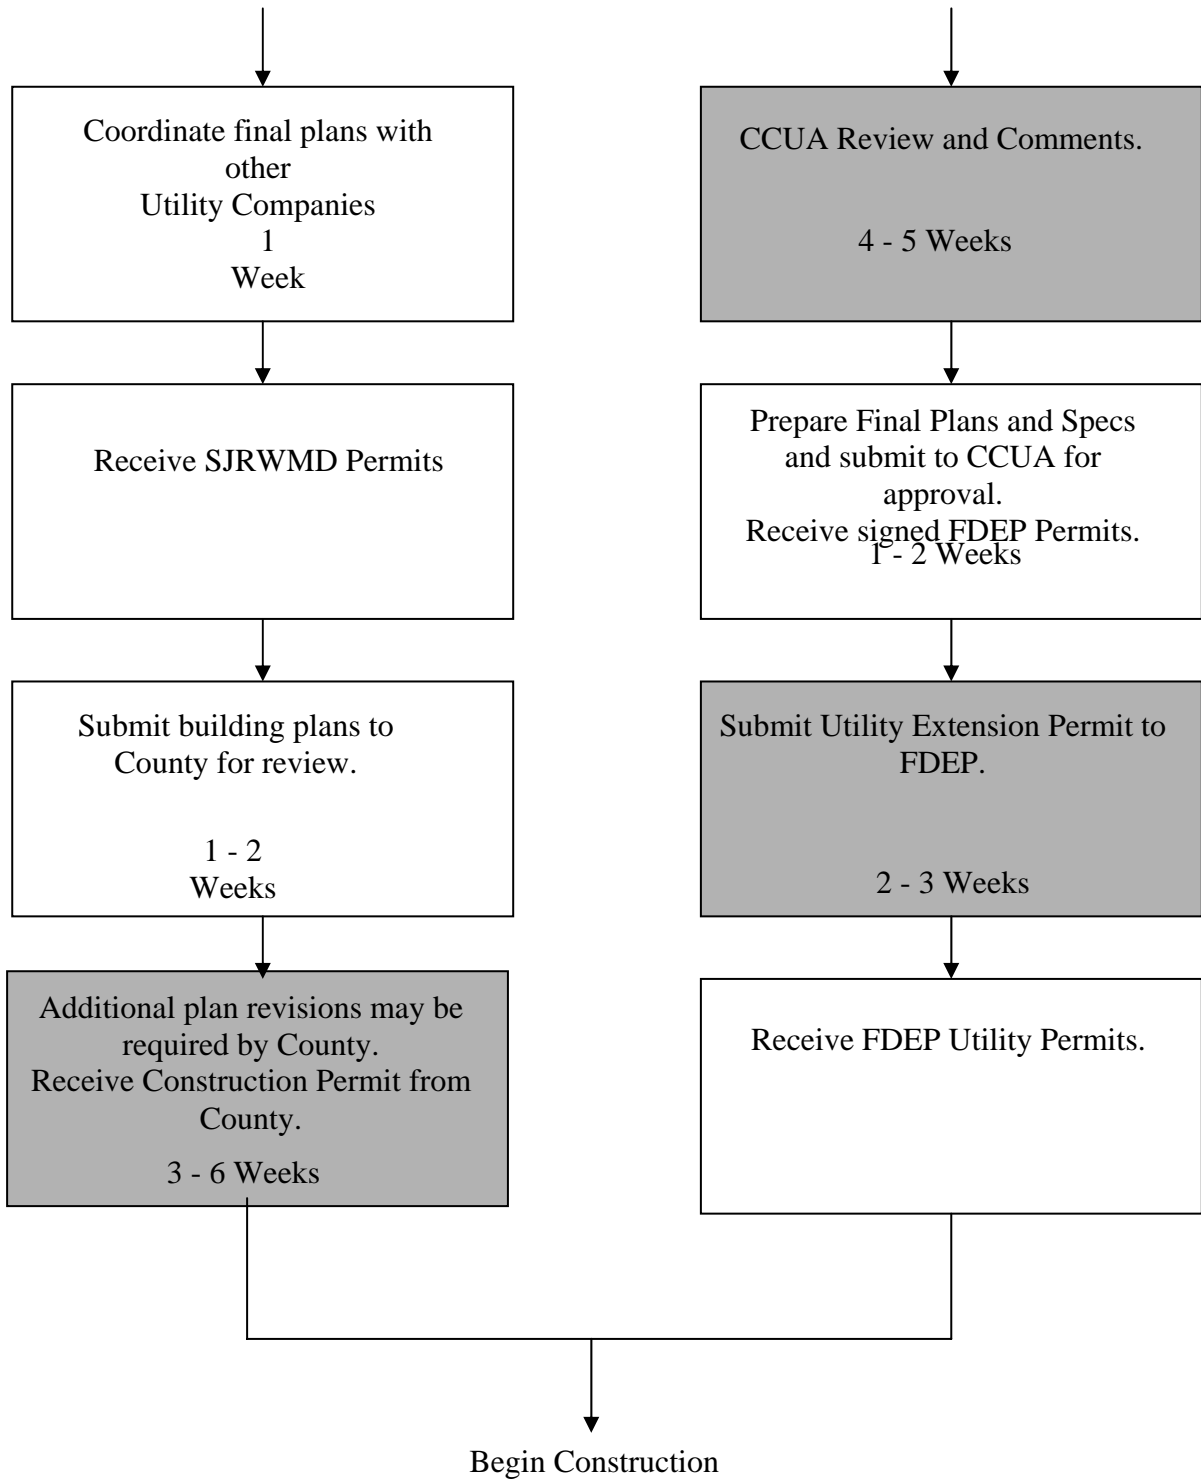 Coordinate final plans with
other
Utility Companies
1
Week
Receive SJRWMD Permits
Submit building plans to
County for review.
1 - 2
Weeks
Additional plan revisions may be
required by County.
Receive Construction Permit from
County.
3 - 6 Weeks
CCUA Review and Comments.
4 - 5 Weeks
Prepare Final Plans and Specs
and submit to CCUA for
approval.
Receive signed FDEP Permits.
1 - 2 Weeks
Submit Utility Extension Permit to
FDEP.
2 - 3 Weeks
Receive FDEP Utility Permits.
Begin Construction